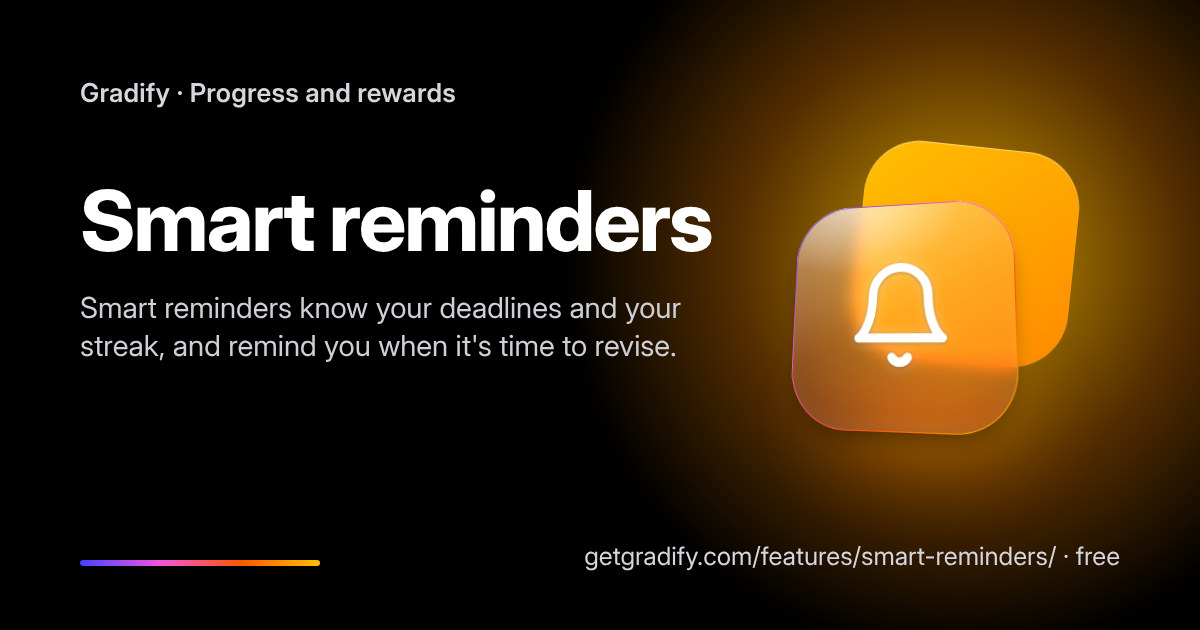 Gradify · Progress and rewards
Smart reminders
Smart reminders know your deadlines and your
streak, and remind you when it's time to revise.
getgradify.com/features/smart-reminders/ · free